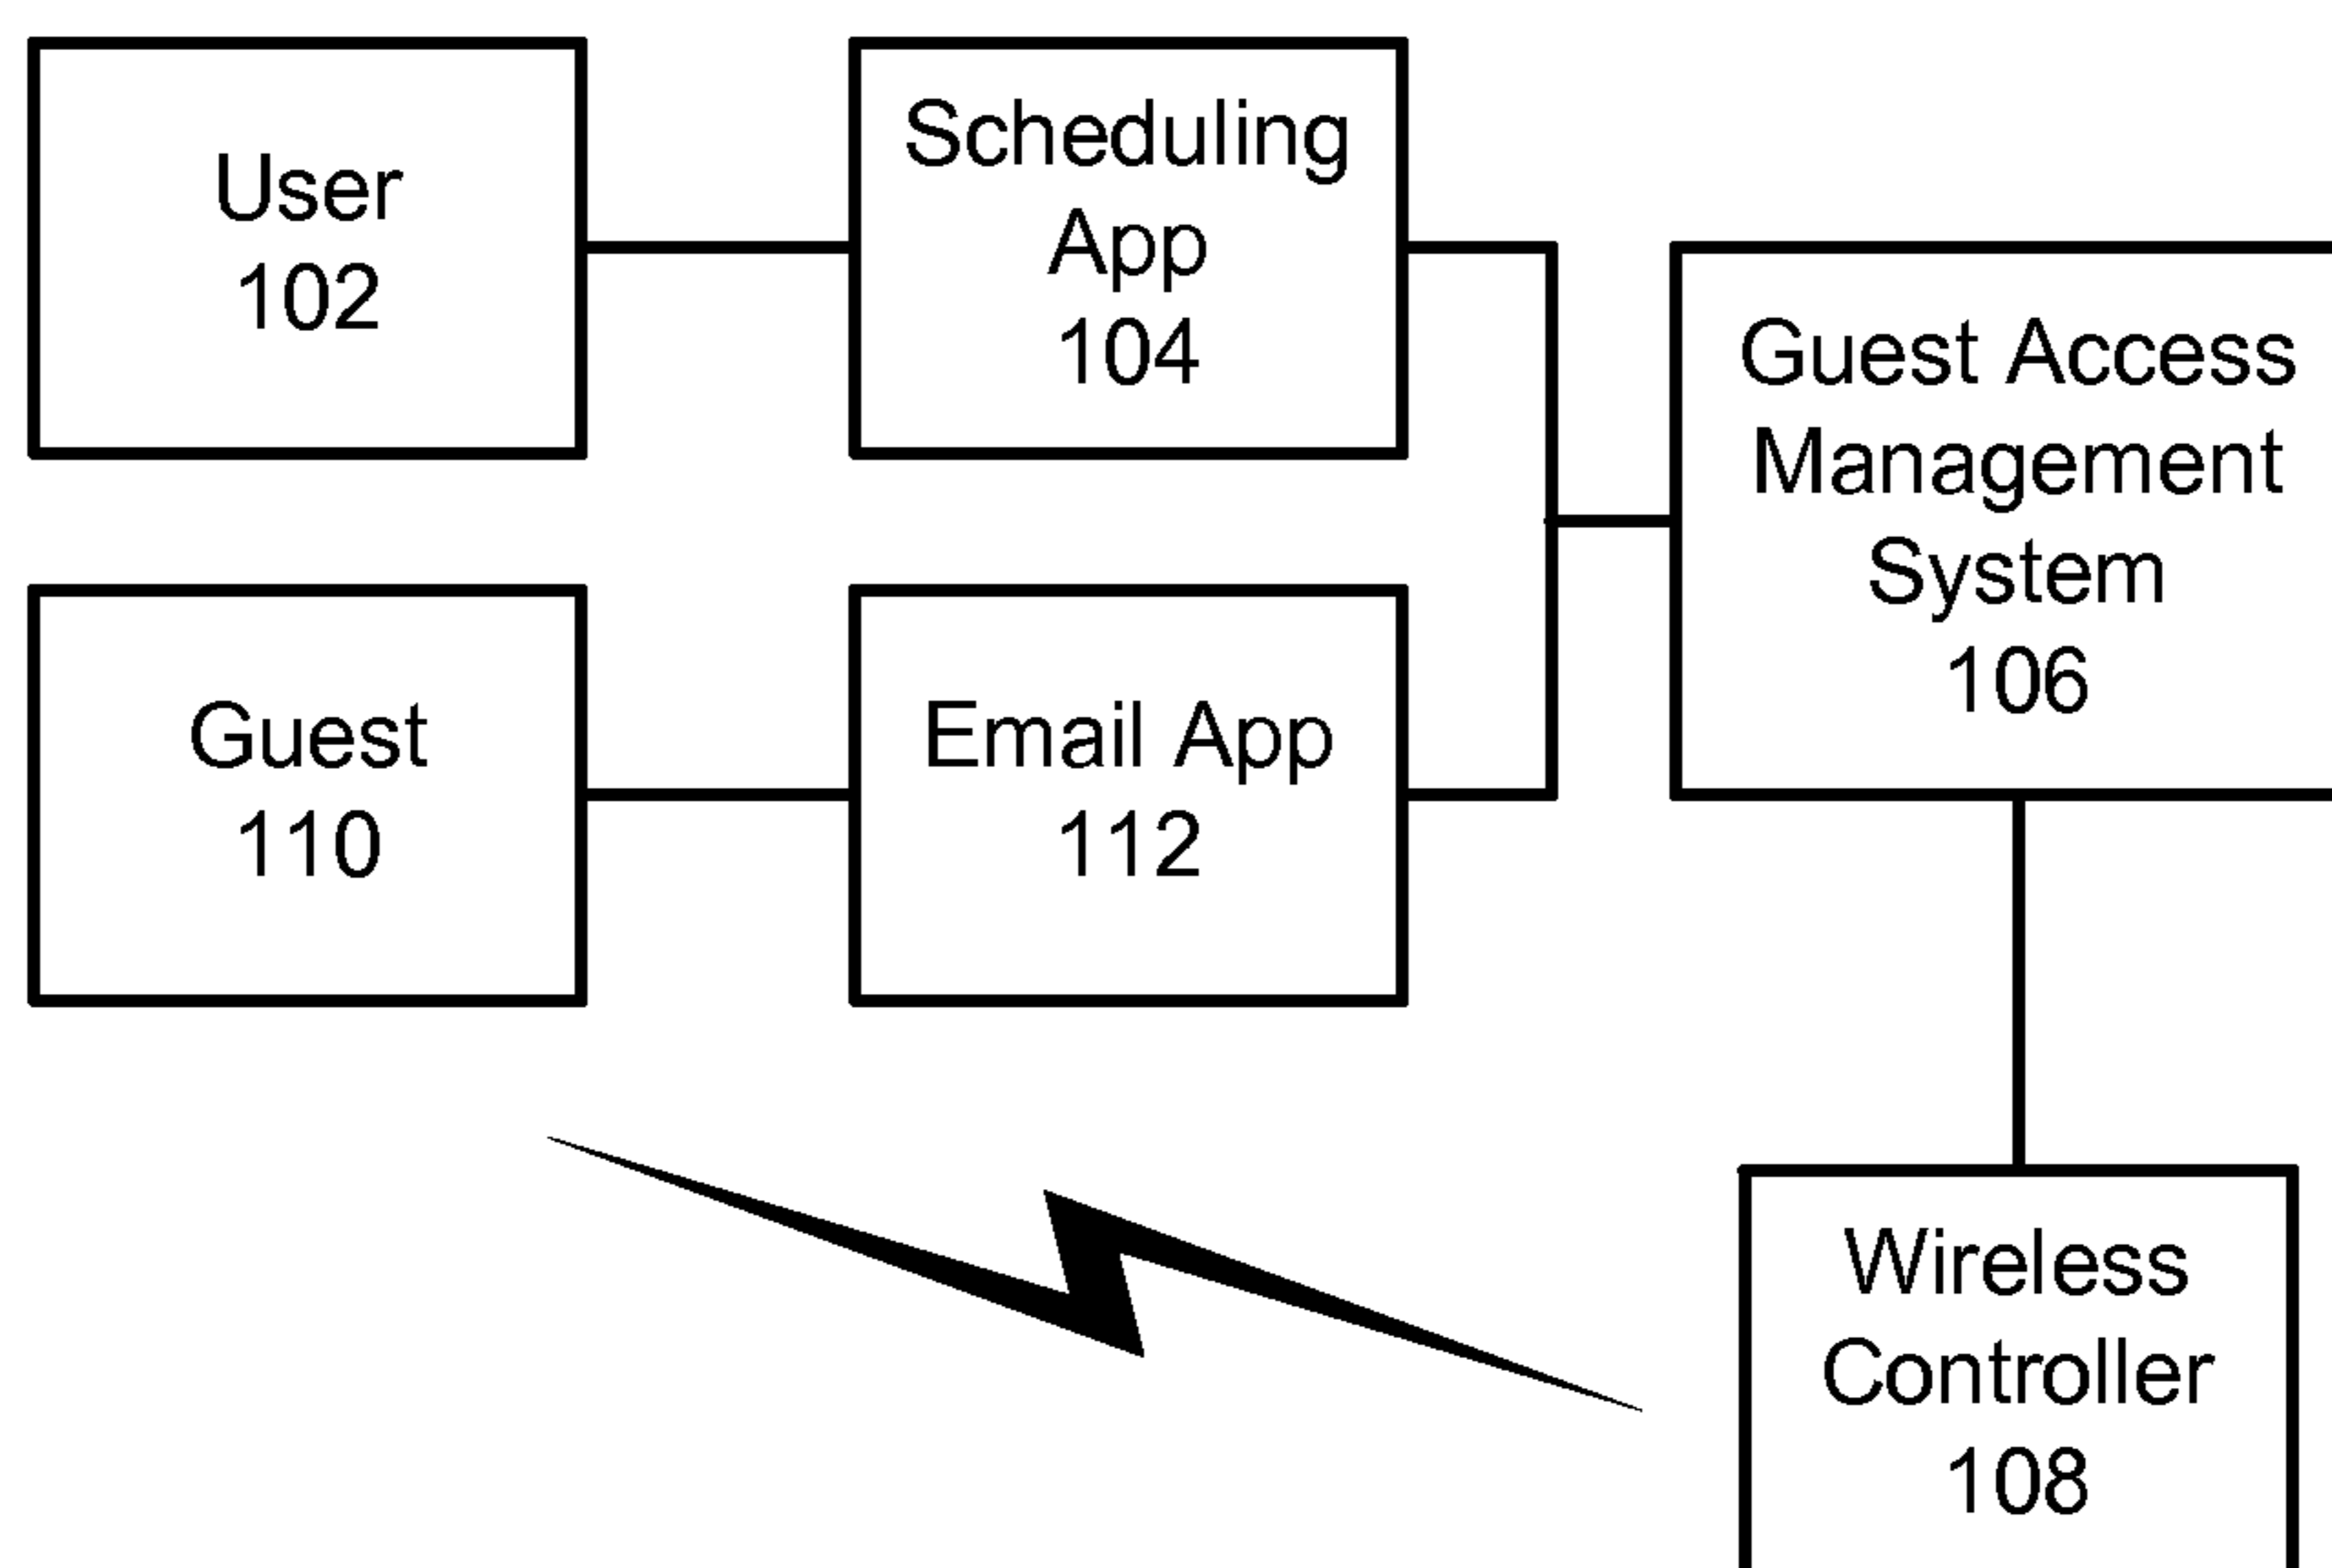 User
102
Scheduling
App
104
Guest Access
Management
System
106
Guest
110
Email App
112
Wireless
Controller
108